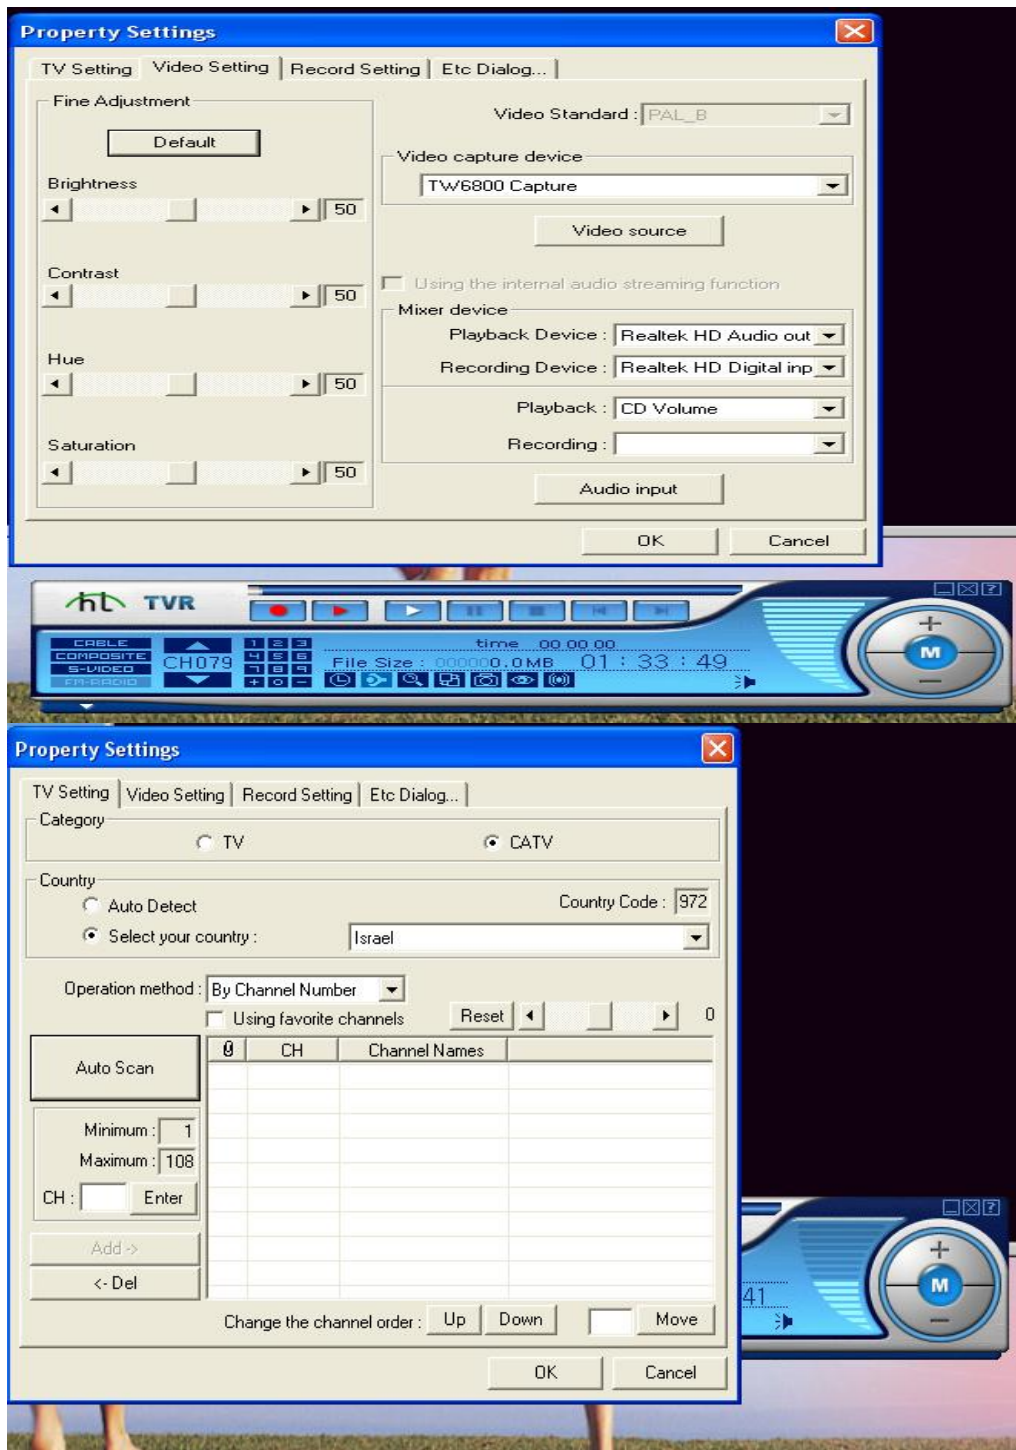 Property Settings
TV Setting Video Setting Record Setting Etc Dialog...
Fine Adjustment
Default
Brightness
50
Contrast
50
Hue
50
Saturation
50
Video Standard : PAL_B
Video capture device
TW6800 Capture
Video source
Using the internal audio streaming function
Mixer device
Playback Device : Realtek HD Audio out
Recording Device : Realtek HD Digital inp
Playback : CD Volume
Recording :
Audio input
OK Cancel
TVR
CABLE
COMPOSITE
S-VIDEO
FM-RADIO
CH079
1 2 3
4 5 6
7 8 9
+ 0 -
time 00 00 00
File Size : 000000.0MB 01 : 33 : 49
+
M
-
Property Settings
TV Setting Video Setting Record Setting Etc Dialog...
Category
TV CATV
Country
Auto Detect Country Code : 972
Select your country : Israel
Operation method : By Channel Number
Using favorite channels Reset 0
Auto Scan
CH Channel Names
Minimum : 1
Maximum : 108
CH : Enter
Add ->
<- Del
Change the channel order : Up Down Move
OK Cancel
41
+
M
-